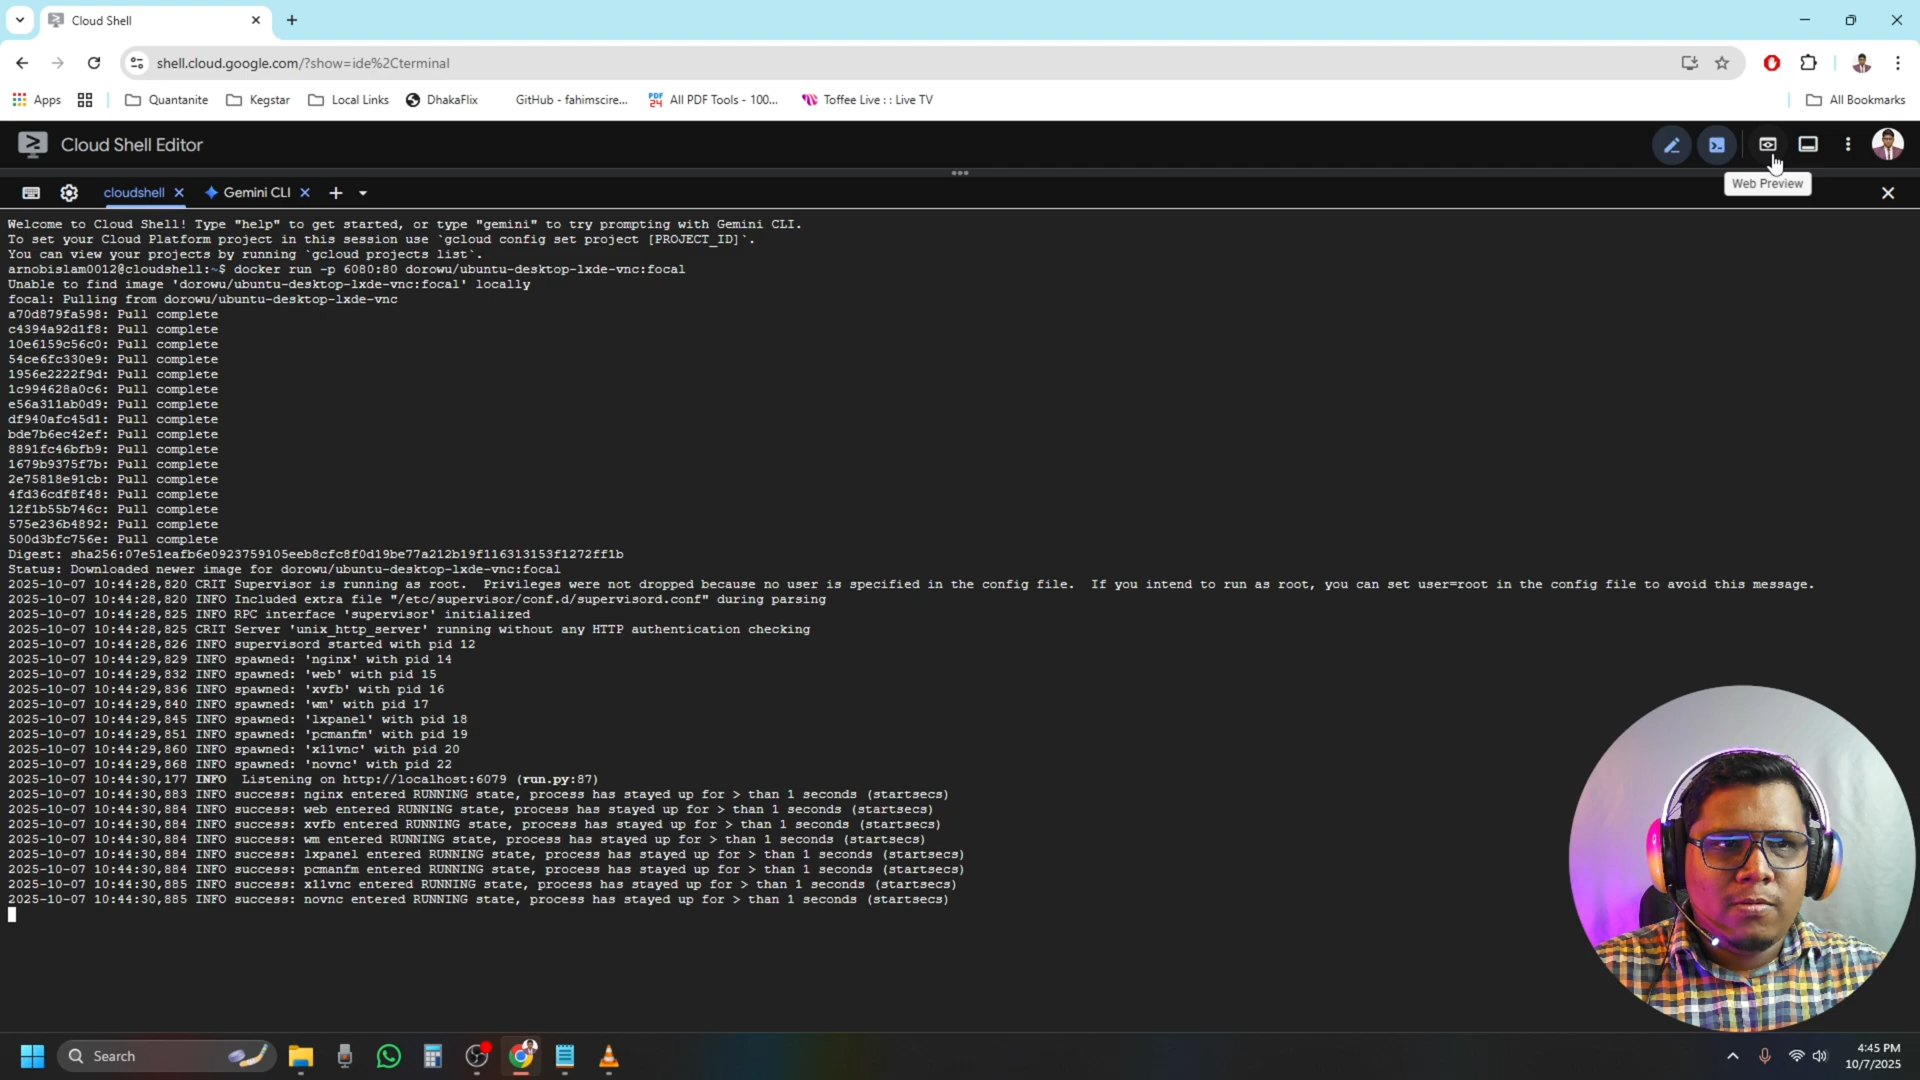 Cloud Shell
shell.cloud.google.com/?show=ide%2Cterminal
Apps
Quantanite
Kegstar
Local Links
DhakaFlix
GitHub - fahimscire...
PDF 24
All PDF Tools - 100...
Toffee Live : : Live TV
All Bookmarks
Cloud Shell Editor
Web Preview
cloudshell
Gemini CLI
Welcome to Cloud Shell! Type "help" to get started, or type "gemini" to try prompting with Gemini CLI.
To set your Cloud Platform project in this session use `gcloud config set project [PROJECT_ID]`.
You can view your projects by running `gcloud projects list`.
arnobislam0012@cloudshell:~$ docker run -p 6080:80 dorowu/ubuntu-desktop-lxde-vnc:focal
Unable to find image 'dorowu/ubuntu-desktop-lxde-vnc:focal' locally
focal: Pulling from dorowu/ubuntu-desktop-lxde-vnc
a70d879fa598: Pull complete
c4394a92d1f8: Pull complete
10e6159c56c0: Pull complete
54ce6fc330e9: Pull complete
1956e2222f9d: Pull complete
1c994628a0c6: Pull complete
e56a311ab0d9: Pull complete
df940afc45d1: Pull complete
bde7b6ec42ef: Pull complete
8891fc46bfb9: Pull complete
1679b9375f7b: Pull complete
2e75818e91cb: Pull complete
4fd36cdf8f48: Pull complete
12f1b55b746c: Pull complete
575e236b4892: Pull complete
500d3bfc756e: Pull complete
Digest: sha256:07e51eafb6e0923759105eeb8cfc8f0d19be77a212b19f116313153f1272ff1b
Status: Downloaded newer image for dorowu/ubuntu-desktop-lxde-vnc:focal
2025-10-07 10:44:28,820 CRIT Supervisor is running as root.  Privileges were not dropped because no user is specified in the config file.  If you intend to run as root, you can set user=root in the config file to avoid this message.
2025-10-07 10:44:28,820 INFO Included extra file "/etc/supervisor/conf.d/supervisord.conf" during parsing
2025-10-07 10:44:28,825 INFO RPC interface 'supervisor' initialized
2025-10-07 10:44:28,825 CRIT Server 'unix_http_server' running without any HTTP authentication checking
2025-10-07 10:44:28,826 INFO supervisord started with pid 12
2025-10-07 10:44:29,829 INFO spawned: 'nginx' with pid 14
2025-10-07 10:44:29,832 INFO spawned: 'web' with pid 15
2025-10-07 10:44:29,836 INFO spawned: 'xvfb' with pid 16
2025-10-07 10:44:29,840 INFO spawned: 'wm' with pid 17
2025-10-07 10:44:29,845 INFO spawned: 'lxpanel' with pid 18
2025-10-07 10:44:29,851 INFO spawned: 'pcmanfm' with pid 19
2025-10-07 10:44:29,860 INFO spawned: 'x11vnc' with pid 20
2025-10-07 10:44:29,868 INFO spawned: 'novnc' with pid 22
2025-10-07 10:44:30,177 INFO  Listening on http://localhost:6079 (run.py:87)
2025-10-07 10:44:30,883 INFO success: nginx entered RUNNING state, process has stayed up for > than 1 seconds (startsecs)
2025-10-07 10:44:30,884 INFO success: web entered RUNNING state, process has stayed up for > than 1 seconds (startsecs)
2025-10-07 10:44:30,884 INFO success: xvfb entered RUNNING state, process has stayed up for > than 1 seconds (startsecs)
2025-10-07 10:44:30,884 INFO success: wm entered RUNNING state, process has stayed up for > than 1 seconds (startsecs)
2025-10-07 10:44:30,884 INFO success: lxpanel entered RUNNING state, process has stayed up for > than 1 seconds (startsecs)
2025-10-07 10:44:30,884 INFO success: pcmanfm entered RUNNING state, process has stayed up for > than 1 seconds (startsecs)
2025-10-07 10:44:30,885 INFO success: x11vnc entered RUNNING state, process has stayed up for > than 1 seconds (startsecs)
2025-10-07 10:44:30,885 INFO success: novnc entered RUNNING state, process has stayed up for > than 1 seconds (startsecs)
Search
4:45 PM
10/7/2025